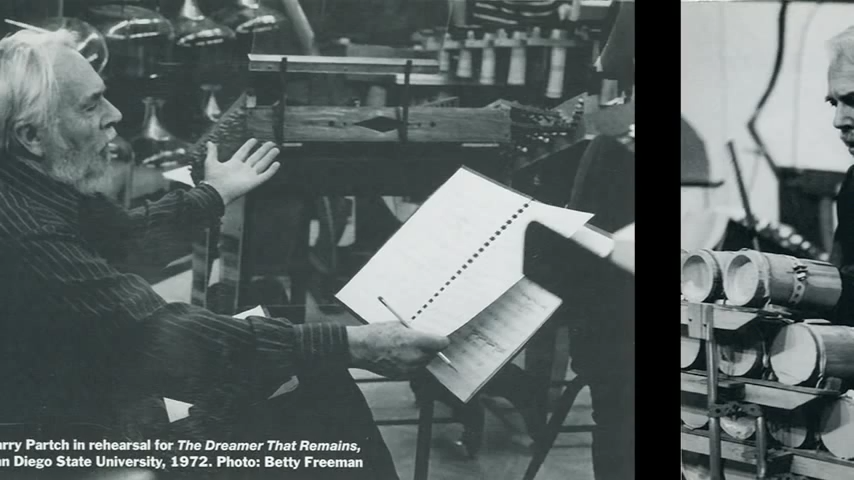 arry Partch in rehearsal for The Dreamer That Remains,
an Diego State University, 1972. Photo: Betty Freeman